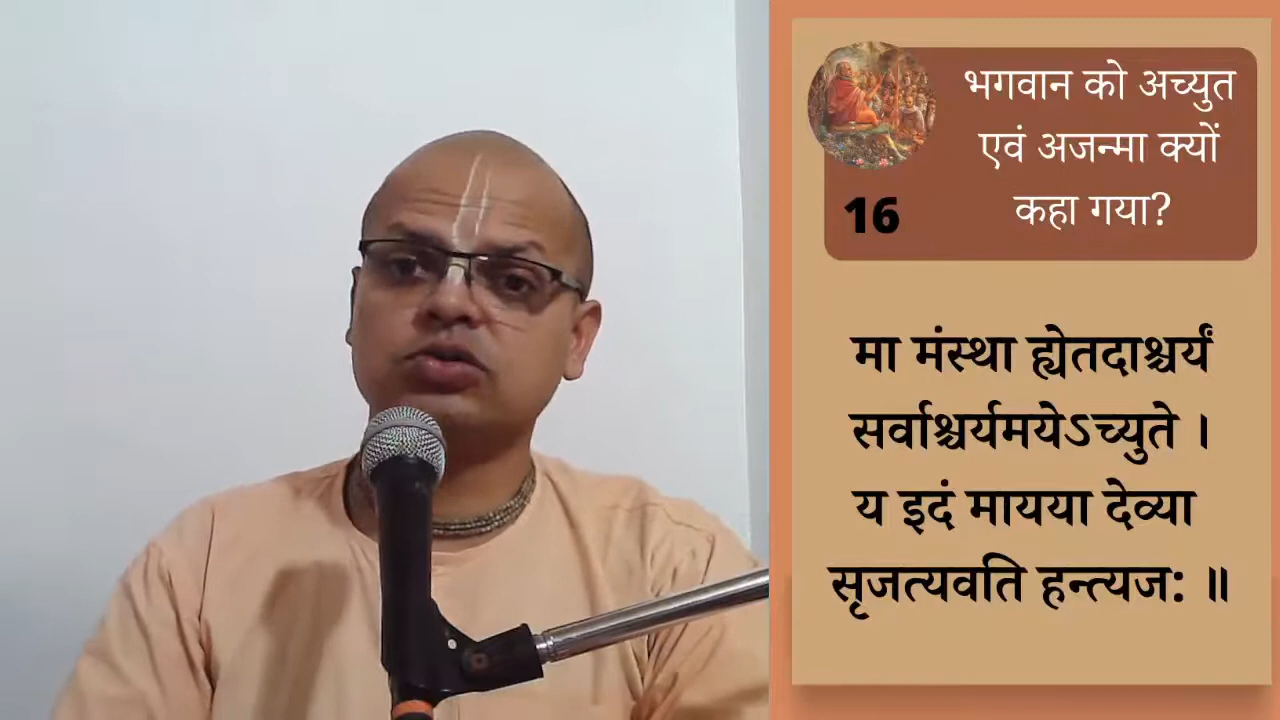 भगवान को अच्युत
एवं अजन्मा क्यों
कहा गया?
16
मा मंस्था ह्येतदाश्चर्यं
सर्वाश्चर्यमयेऽच्युते ।
य इदं मायया देव्या
सृजत्यवति हन्त्यज: ॥